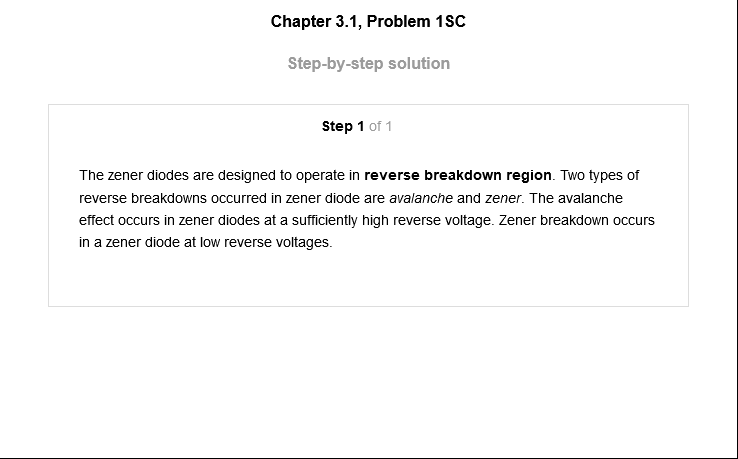 Chapter 3.1, Problem 1SC
Step-by-step solution
Step 1 of 1
The zener diodes are designed to operate in reverse breakdown region. Two types of
reverse breakdowns occurred in zener diode are avalanche and zener. The avalanche
effect occurs in zener diodes at a sufficiently high reverse voltage. Zener breakdown occurs
in a zener diode at low reverse voltages.